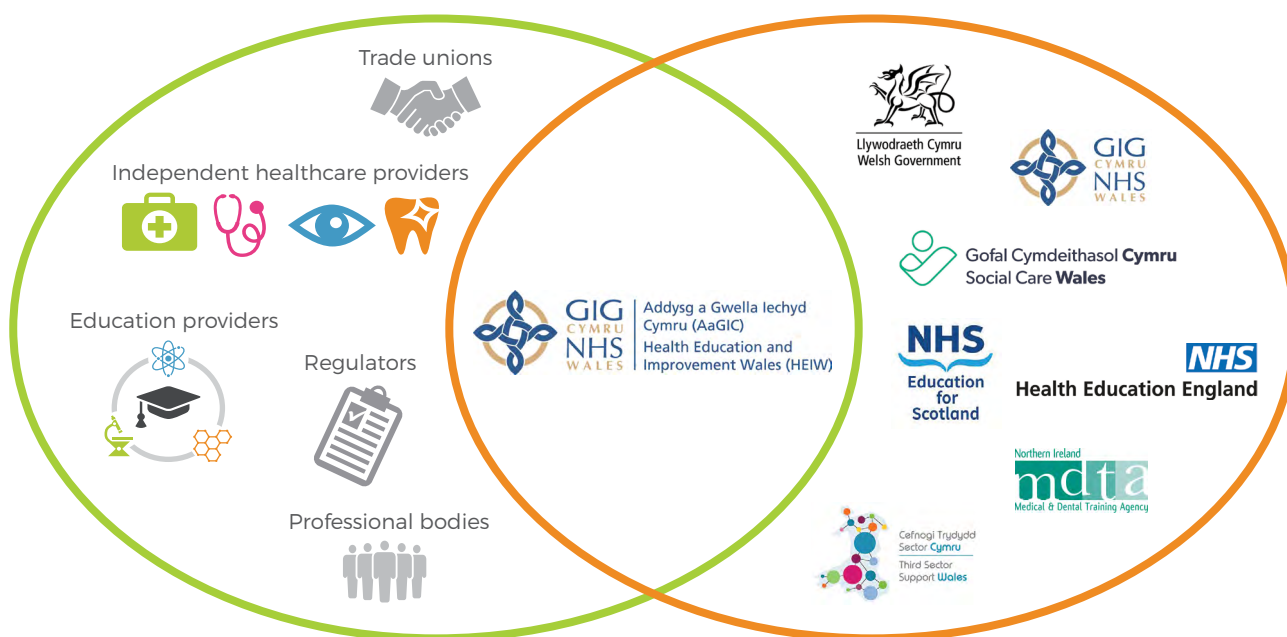 Trade unions
Independent healthcare providers
Education providers
Regulators
Professional bodies
GIG
CYMRU
NHS
WALES
Addysg a Gwella Iechyd
Cymru (AaGIC)
Health Education and
Improvement Wales (HEIW)
Llywodraeth Cymru
Welsh Government
GIG
CYMRU
NHS
WALES
Gofal Cymdeithasol Cymru
Social Care Wales
NHS
Education
for
Scotland
NHS
Health Education England
Northern Ireland
mdta
Medical & Dental Training Agency
Cefnogi Trydydd
Sector Cymru
Third Sector
Support Wales